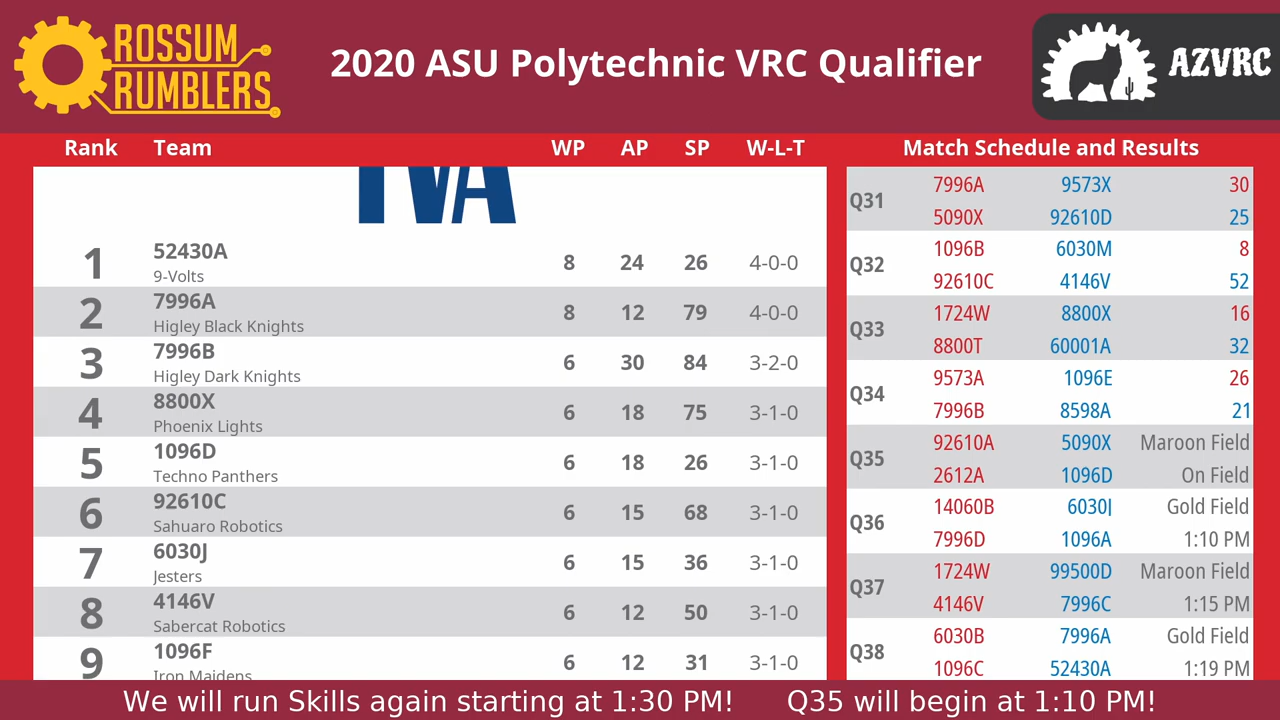 ROSSUM
RUMBLERS
2020 ASU Polytechnic VRC Qualifier
AZVRC
Rank Team WP AP SP W-L-T
1 52430A 8 24 26 4-0-0
9-Volts
2 7996A 8 12 79 4-0-0
Higley Black Knights
3 7996B 6 30 84 3-2-0
Higley Dark Knights
4 8800X 6 18 75 3-1-0
Phoenix Lights
5 1096D 6 18 26 3-1-0
Techno Panthers
6 92610C 6 15 68 3-1-0
Sahuaro Robotics
7 6030J 6 15 36 3-1-0
Jesters
8 4146V 6 12 50 3-1-0
Sabercat Robotics
9 1096F 6 12 31 3-1-0
Iron Maidens
Match Schedule and Results
Q31 7996A 9573X 30
5090X 92610D 25
Q32 1096B 6030M 8
92610C 4146V 52
Q33 1724W 8800X 16
8800T 60001A 32
Q34 9573A 1096E 26
7996B 8598A 21
Q35 92610A 5090X Maroon Field
2612A 1096D On Field
Q36 14060B 6030J Gold Field
7996D 1096A 1:10 PM
Q37 1724W 99500D Maroon Field
4146V 7996C 1:15 PM
Q38 6030B 7996A Gold Field
1096C 52430A 1:19 PM
We will run Skills again starting at 1:30 PM! Q35 will begin at 1:10 PM!